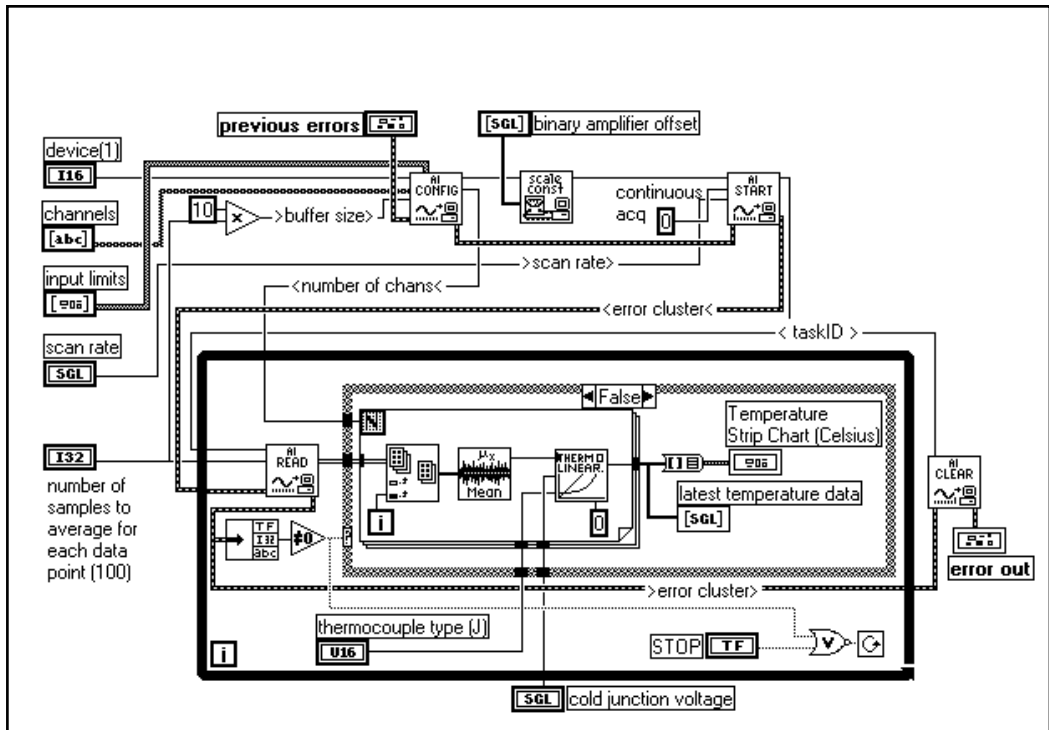 previous errors
[SGL] binary amplifier offset
device(1)
I16
AI CONFIG
scale const
AI START
continuous acq 0
channels
[abc]
10 x >buffer size>
>scan rate>
input limits
<number of chans<
<error cluster<
< taskID >
scan rate
SGL
False
N
Temperature
Strip Chart (Celsius)
I32
AI READ
μx
Mean
THERMO
LINEAR.
AI CLEAR
number of
samples to
average for
each data
point (100)
latest temperature data
[SGL]
i
0
TF
I32
abc
≠0
?
error out
>error cluster>
thermocouple type (J)
U16
STOP TF V
i
SGL cold junction voltage